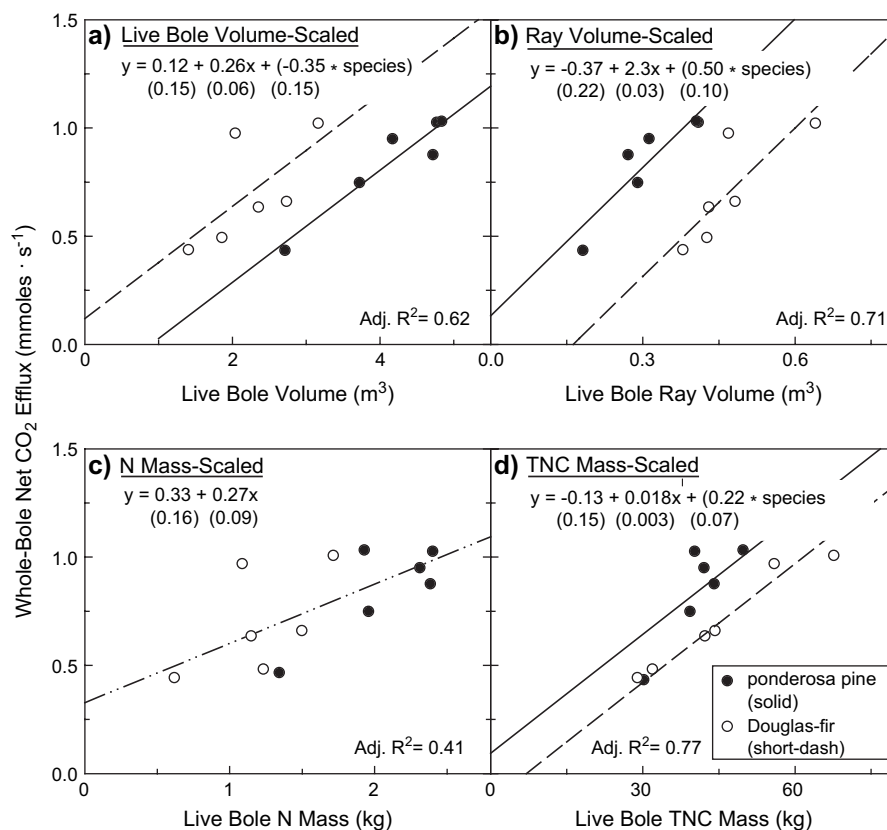 Whole-Bole Net CO2 Efflux (mmoles · s-1)
a) Live Bole Volume-Scaled
y = 0.12 + 0.26x + (-0.35 * species)
(0.15) (0.06) (0.15)
1.5
1.0
0.5
0.0
Adj. R2= 0.62
0 2 4
Live Bole Volume (m3)
b) Ray Volume-Scaled
y = -0.37 + 2.3x + (0.50 * species)
(0.22) (0.03) (0.10)
Adj. R2= 0.71
0.0 0.3 0.6
Live Bole Ray Volume (m3)
c) N Mass-Scaled
y = 0.33 + 0.27x
(0.16) (0.09)
1.5
1.0
0.5
0.0
Adj. R2= 0.41
0 1 2
Live Bole N Mass (kg)
d) TNC Mass-Scaled
y = -0.13 + 0.018x + (0.22 * species
(0.15) (0.003) (0.07)
ponderosa pine
(solid)
Douglas-fir
(short-dash)
Adj. R2= 0.77
0 30 60
Live Bole TNC Mass (kg)